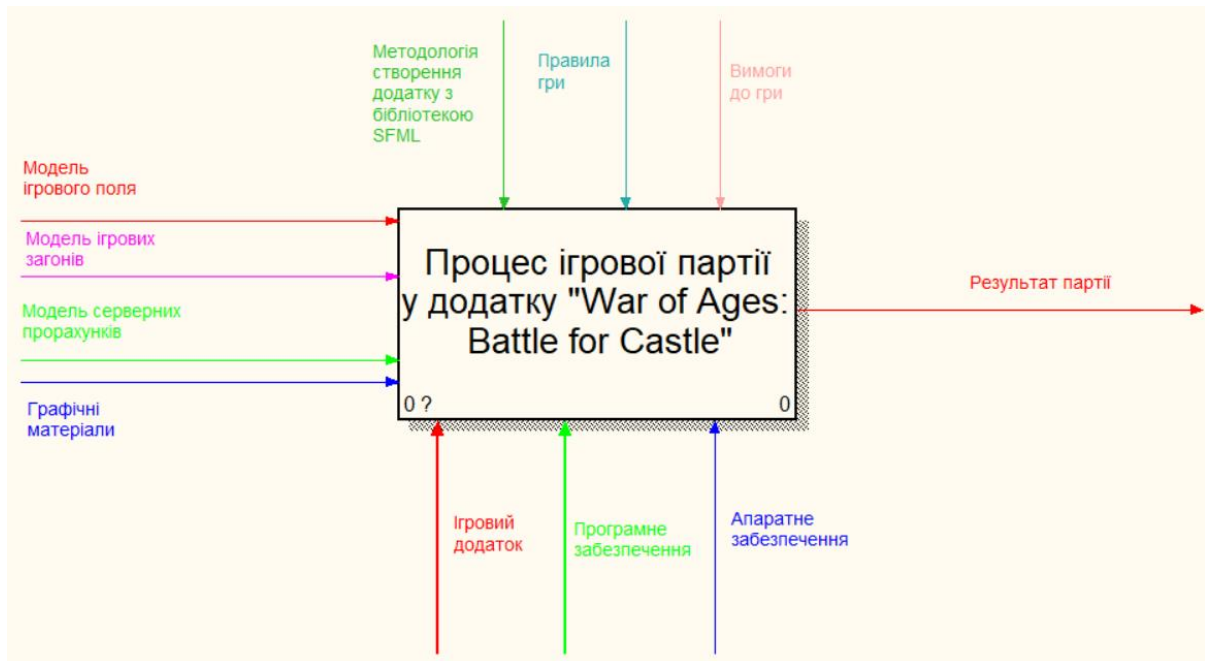 Методологія
створення
додатку з
бібліотекою
SFML
Правила
гри
Вимоги
до гри
Модель
ігрового поля
Модель ігрових
загонів
Модель серверних
прорахунків
Графічні
матеріали
Процес ігрової партії
у додатку "War of Ages:
Battle for Castle"
0 ?
0
Результат партії
Ігровий
додаток
Програмне
забезпечення
Апаратне
забезпечення